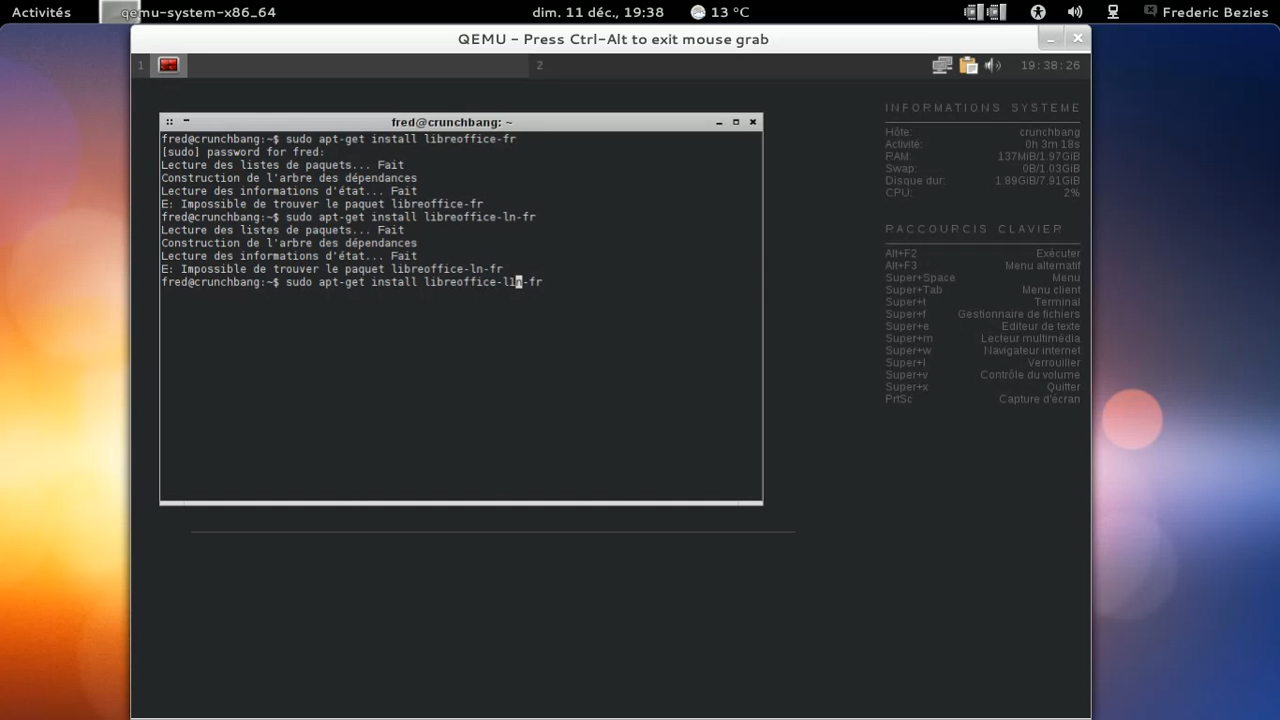 Activités qemu-system-x86_64 dim. 11 déc., 19:38 13 °C Frederic Bezies
QEMU - Press Ctrl-Alt to exit mouse grab
1 2 19:38:26
fred@crunchbang: ~
fred@crunchbang:~$ sudo apt-get install libreoffice-fr
[sudo] password for fred:
Lecture des listes de paquets... Fait
Construction de l'arbre des dépendances
Lecture des informations d'état... Fait
E: Impossible de trouver le paquet libreoffice-fr
fred@crunchbang:~$ sudo apt-get install libreoffice-ln-fr
Lecture des listes de paquets... Fait
Construction de l'arbre des dépendances
Lecture des informations d'état... Fait
E: Impossible de trouver le paquet libreoffice-ln-fr
fred@crunchbang:~$ sudo apt-get install libreoffice-l1n-fr
INFORMATIONS SYSTEME
Hôte: crunchbang
Activité: 0h 3m 18s
RAM: 137MiB/1.97GiB
Swap: 0B/1.03GiB
Disque dur: 1.89GiB/7.91GiB
CPU: 2%
RACCOURCIS CLAVIER
Alt+F2 Exécuter
Alt+F3 Menu alternatif
Super+Space Menu
Super+Tab Menu client
Super+t Terminal
Super+f Gestionnaire de fichiers
Super+e Editeur de texte
Super+m Lecteur multimédia
Super+w Navigateur internet
Super+l Verrouiller
Super+v Contrôle du volume
Super+x Quitter
PrtSc Capture d'écran